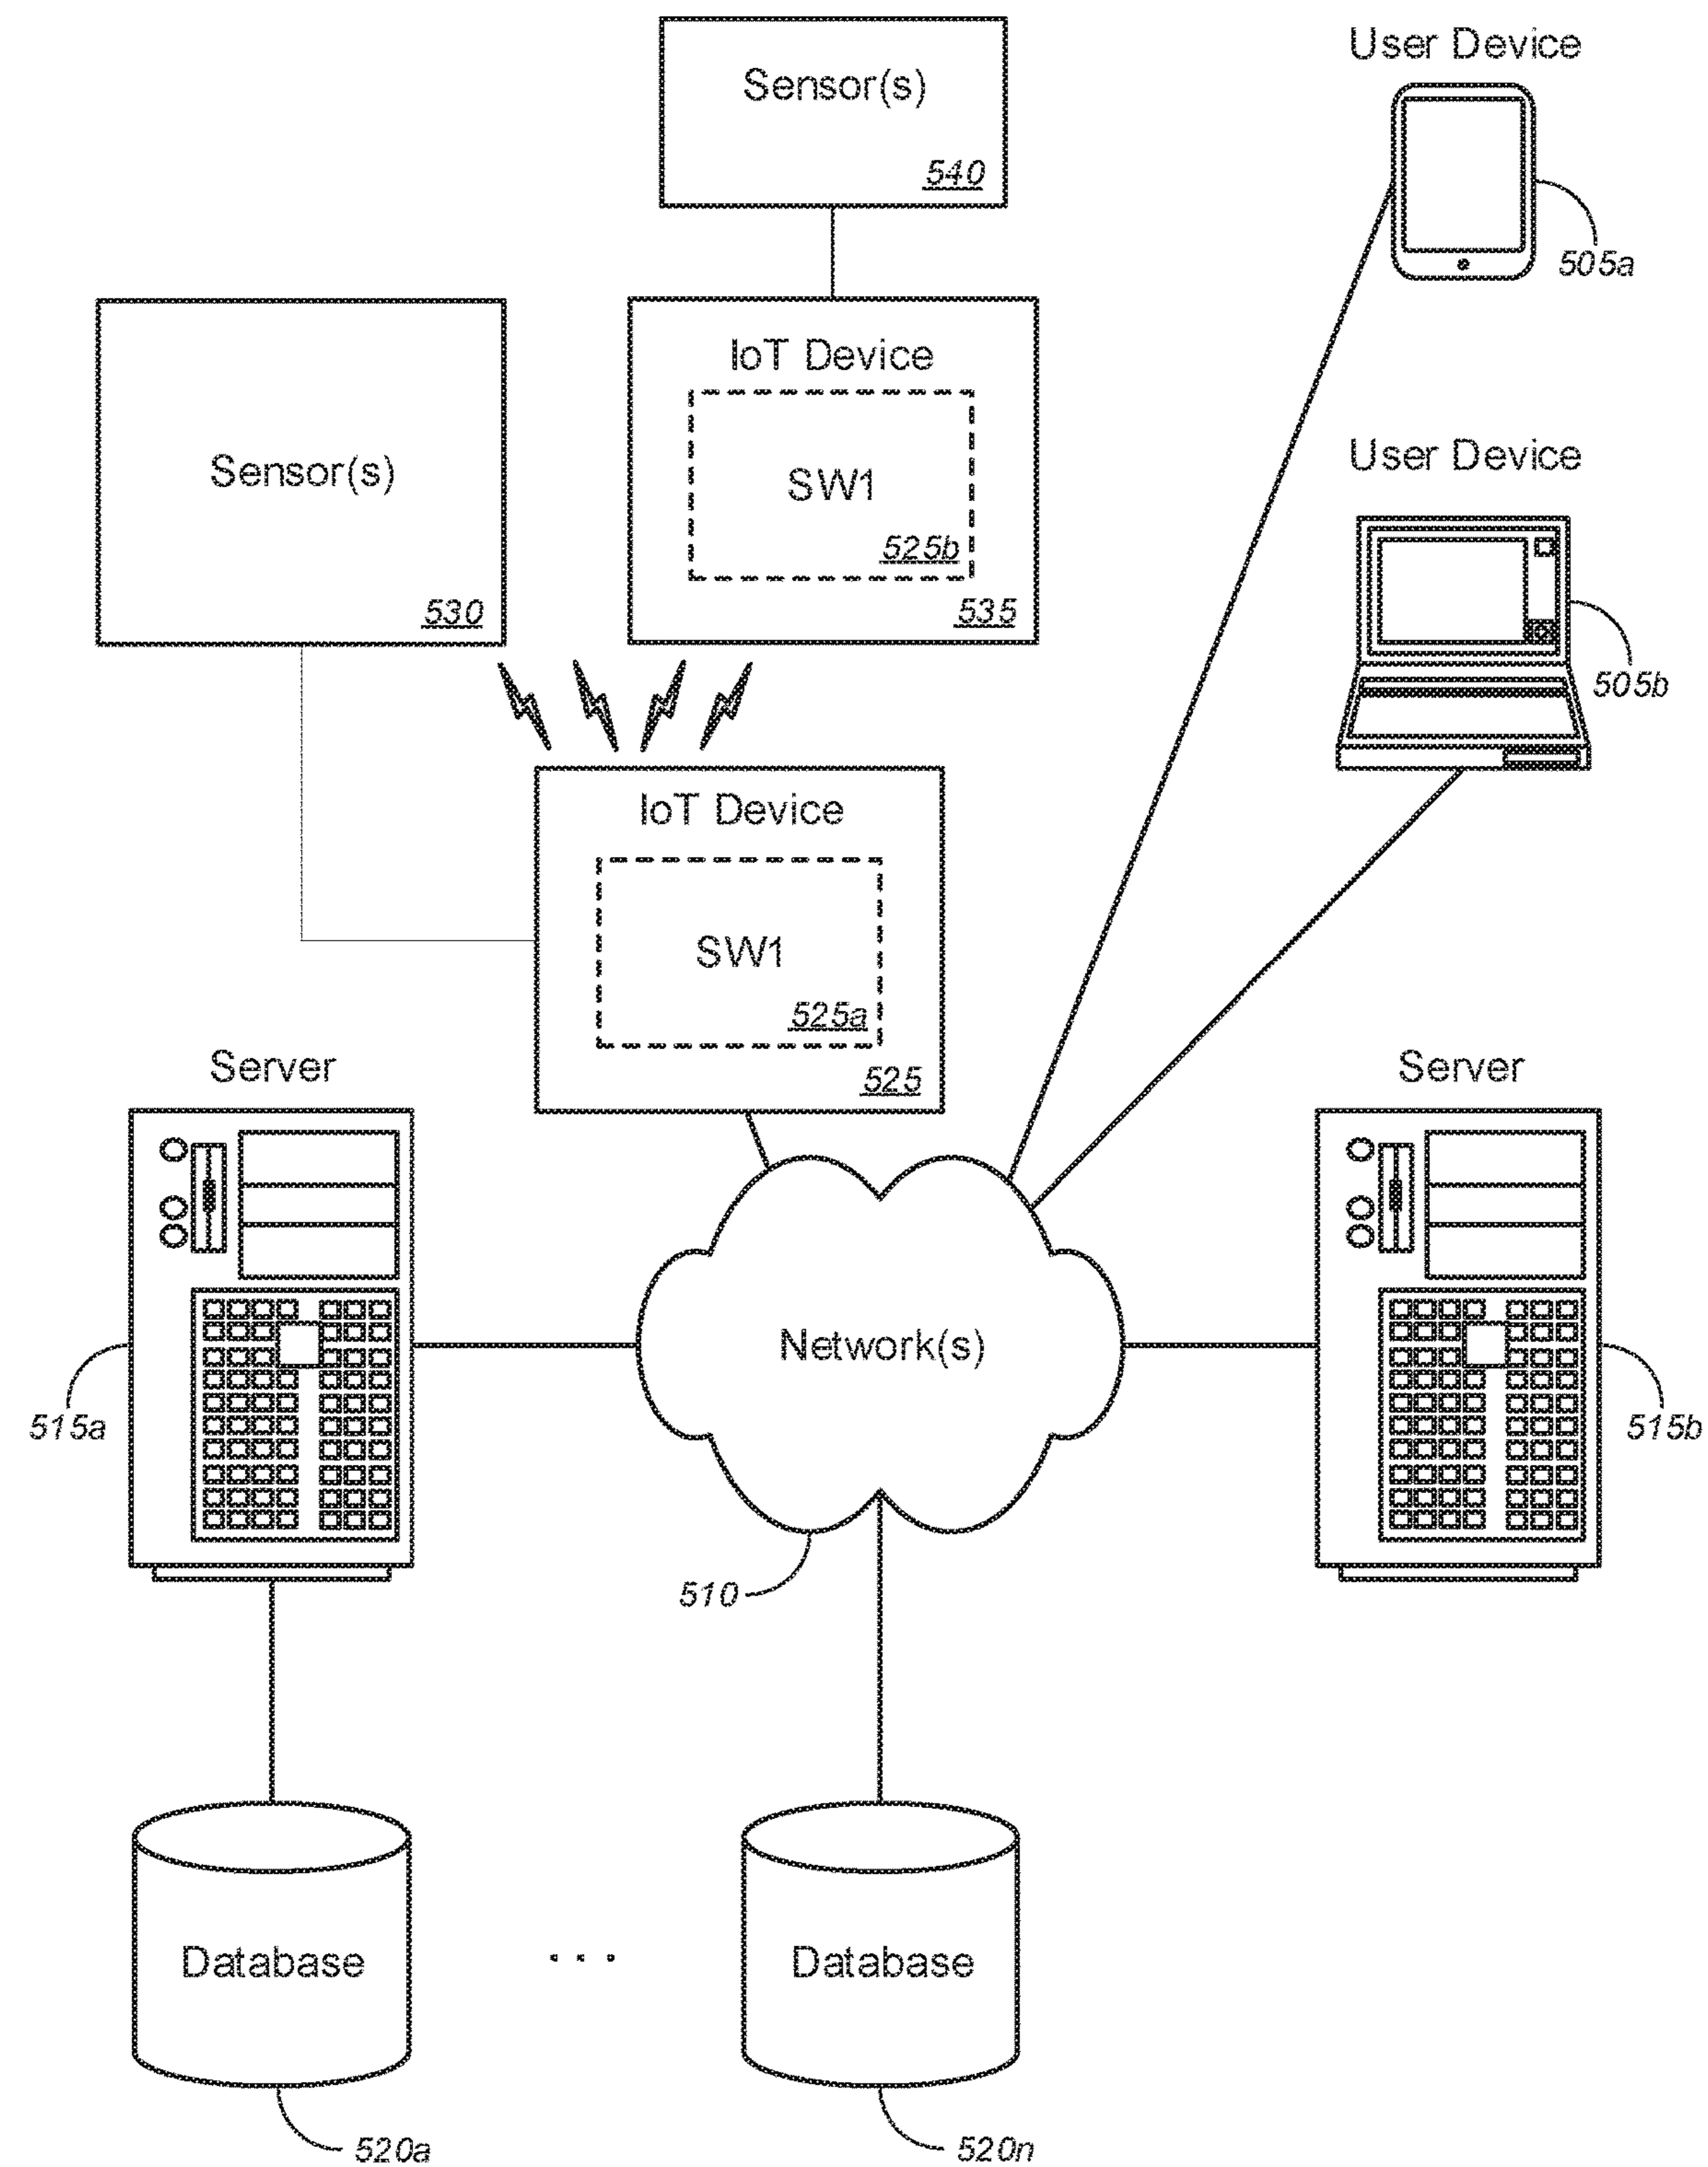 User Device
Sensor(s)
540
505a
IoT Device
SW1
525b
535
Sensor(s)
530
User Device
505b
IoT Device
SW1
525a
525
Server
Server
515a
Network(s)
515b
510
Database
. . .
Database
520a
520n